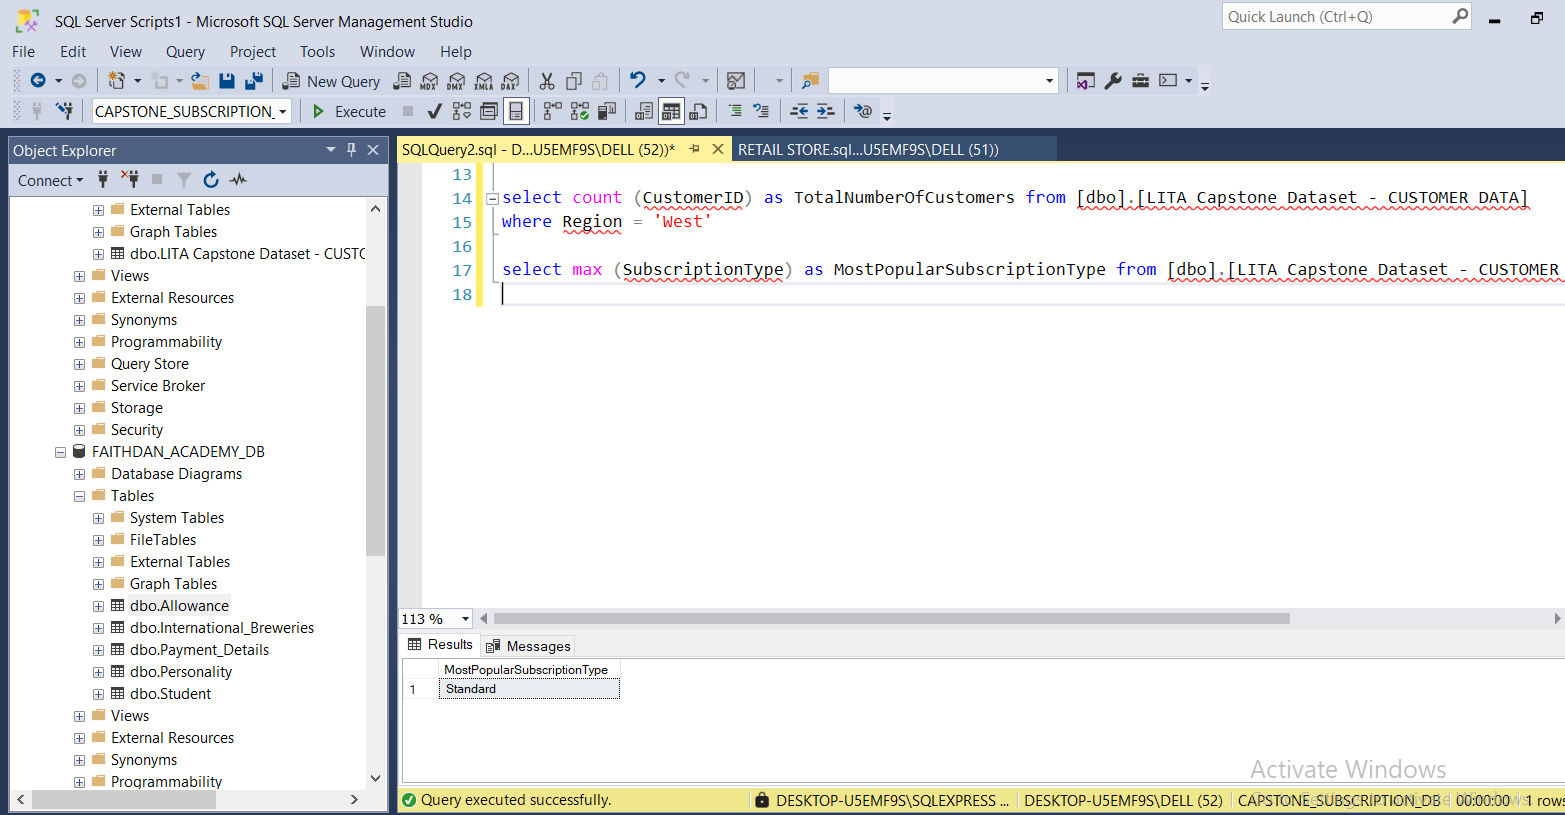 SQL Server Scripts1 - Microsoft SQL Server Management Studio
Quick Launch (Ctrl+Q)
File Edit View Query Project Tools Window Help
New Query MDX DMX XMLA DAX
CAPSTONE_SUBSCRIPTION_ Execute
Object Explorer
Connect
External Tables
Graph Tables
dbo.LITA Capstone Dataset - CUSTC
Views
External Resources
Synonyms
Programmability
Query Store
Service Broker
Storage
Security
FAITHDAN_ACADEMY_DB
Database Diagrams
Tables
System Tables
FileTables
External Tables
Graph Tables
dbo.Allowance
dbo.International_Breweries
dbo.Payment_Details
dbo.Personality
dbo.Student
Views
External Resources
Synonyms
Programmability
SQLQuery2.sql - D...U5EMF9S\DELL (52))* RETAIL STORE.sql...U5EMF9S\DELL (51))
13
14 select count (CustomerID) as TotalNumberOfCustomers from [dbo].[LITA Capstone Dataset - CUSTOMER DATA]
15 where Region = 'West'
16
17 select max (SubscriptionType) as MostPopularSubscriptionType from [dbo].[LITA Capstone Dataset - CUSTOMER
18
113 %
Results Messages
MostPopularSubscriptionType
1 Standard
Activate Windows
Query executed successfully. DESKTOP-U5EMF9S\SQLEXPRESS ... DESKTOP-U5EMF9S\DELL (52) CAPSTONE_SUBSCRIPTION_DB 00:00:00 1 rows